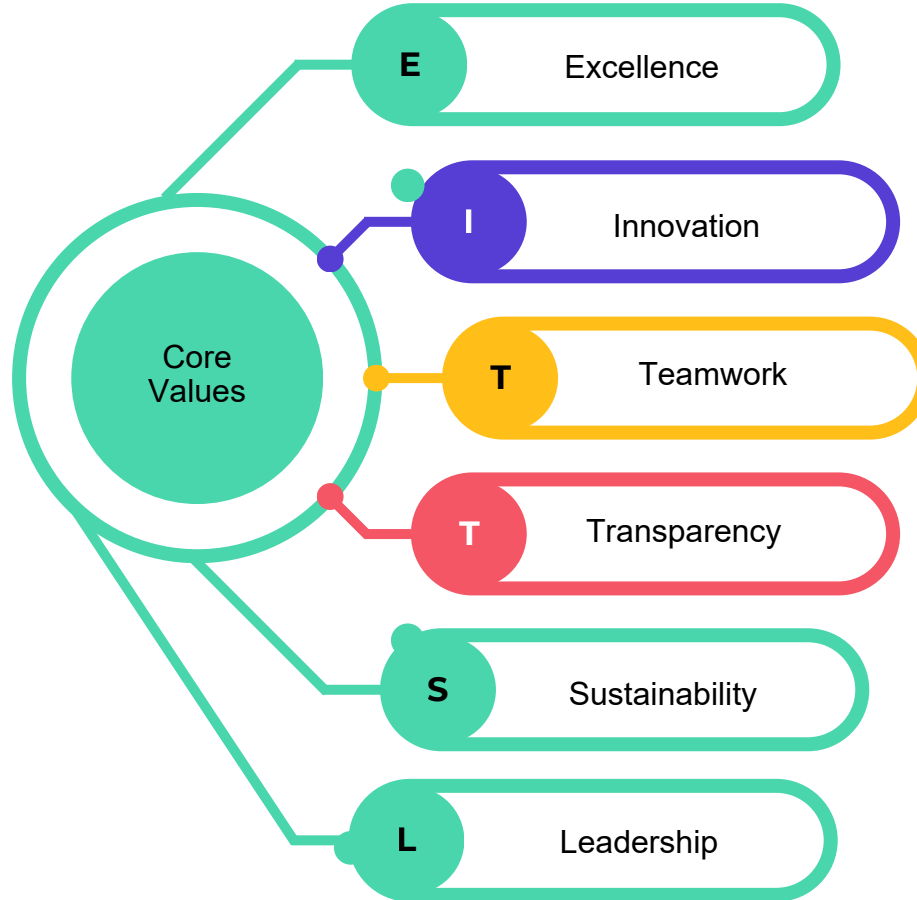 E
Excellence
I
Innovation
Core
Values
T
Teamwork
T
Transparency
S
Sustainability
L
Leadership